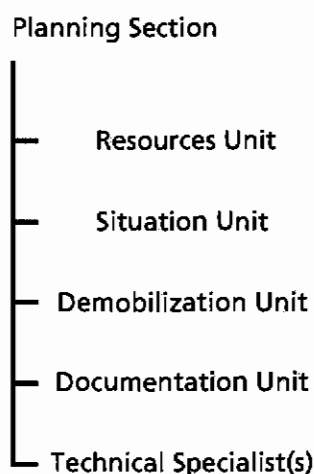 Planning Section
Resources Unit
Situation Unit
Demobilization Unit
Documentation Unit
Technical Specialist(s)